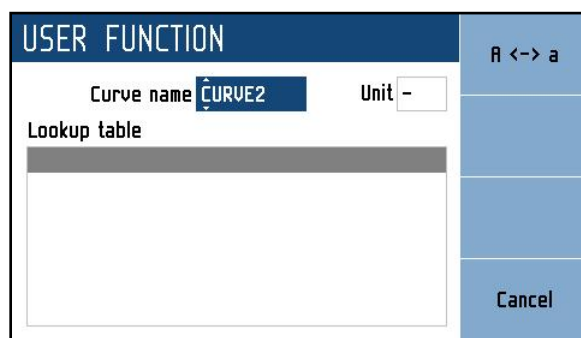 USER FUNCTION
A <-> a
Curve name CURVE2 Unit -
Lookup table
Cancel